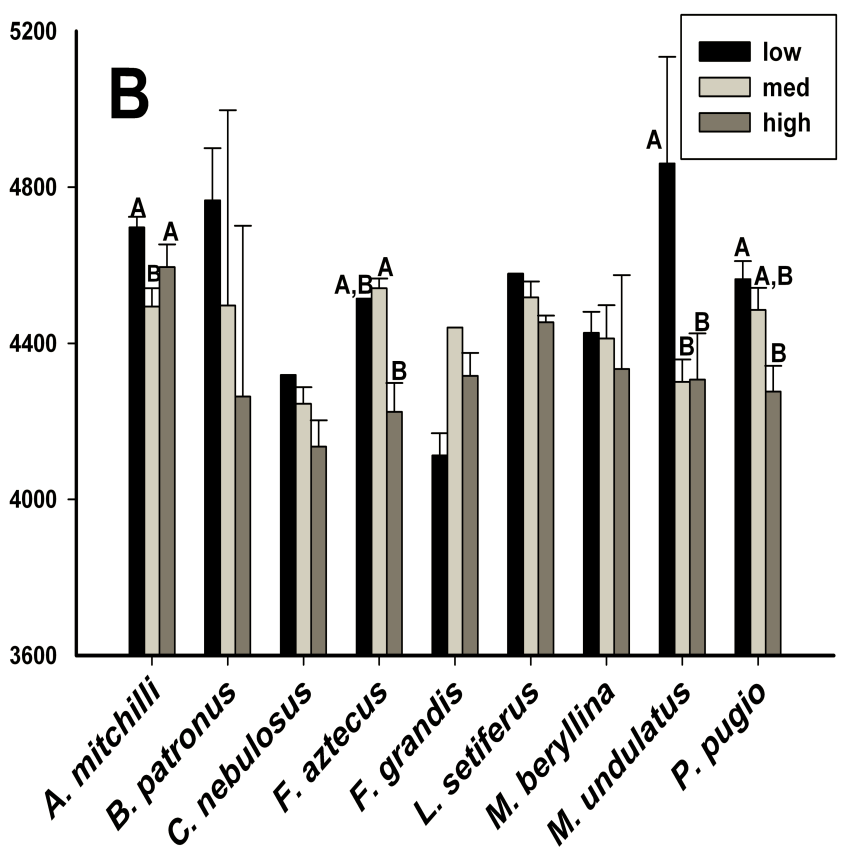 5200
B
low
med
high
4800
4400
4000
3600
A
B
A
A,B
A
B
A
B
B
A
A,B
B
A. mitchilli
B. patronus
C. nebulosus
F. aztecus
F. grandis
L. setiferus
M. beryllina
M. undulatus
P. pugio